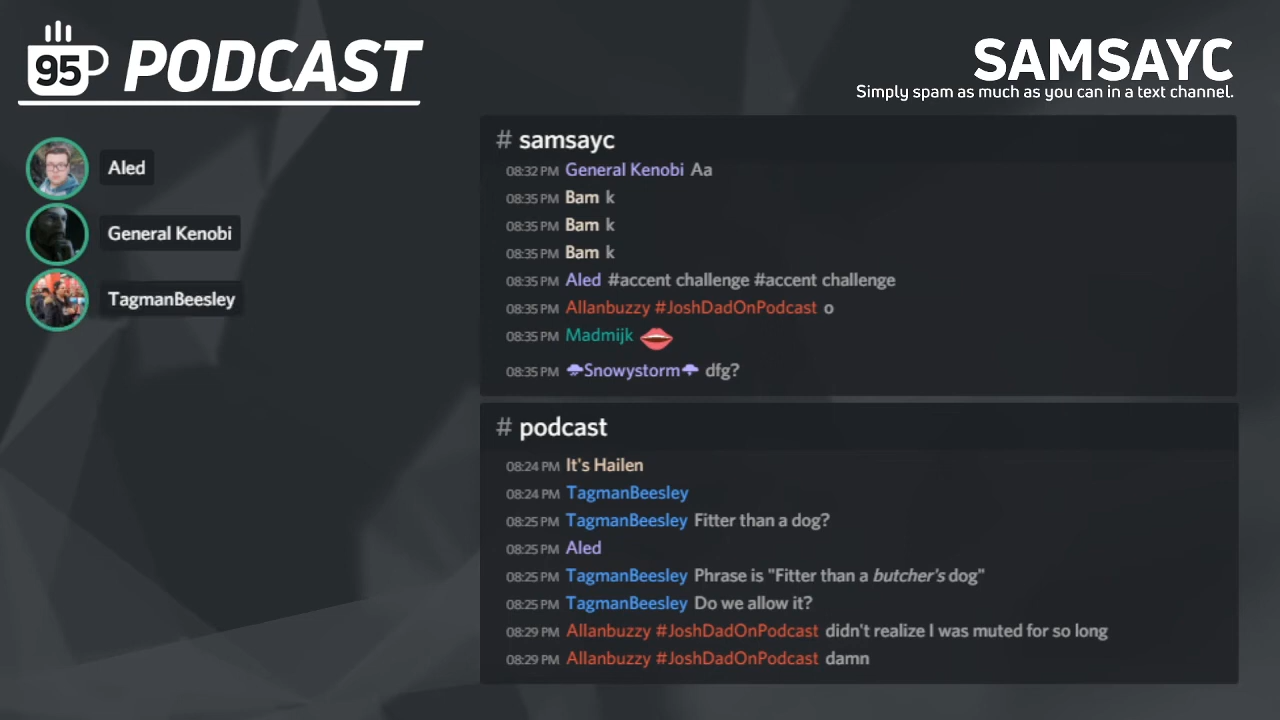 95 PODCAST
SAMSAYC
Simply spam as much as you can in a text channel.
Aled
General Kenobi
TagmanBeesley
# samsayc
08:32 PM General Kenobi Aa
08:35 PM Bam k
08:35 PM Bam k
08:35 PM Bam k
08:35 PM Aled #accent challenge #accent challenge
08:35 PM Allanbuzzy #JoshDadOnPodcast o
08:35 PM Madmijk 👄
08:35 PM 🌩Snowystorm🌩 dfg?
# podcast
08:24 PM It's Hailen
08:24 PM TagmanBeesley
08:25 PM TagmanBeesley Fitter than a dog?
08:25 PM Aled
08:25 PM TagmanBeesley Phrase is "Fitter than a butcher's dog"
08:25 PM TagmanBeesley Do we allow it?
08:29 PM Allanbuzzy #JoshDadOnPodcast didn't realize I was muted for so long
08:29 PM Allanbuzzy #JoshDadOnPodcast damn